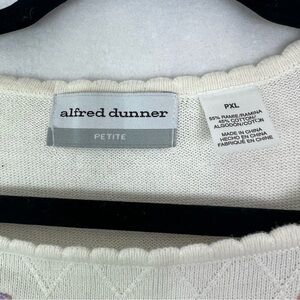 alfred dunner
PETITE
PXL
55% RAMIE/RAMINA
45% COTTON/
ALGODON/COTON
MADE IN CHINA
HECHO EN CHINA
FABRIQUE EN CHINE